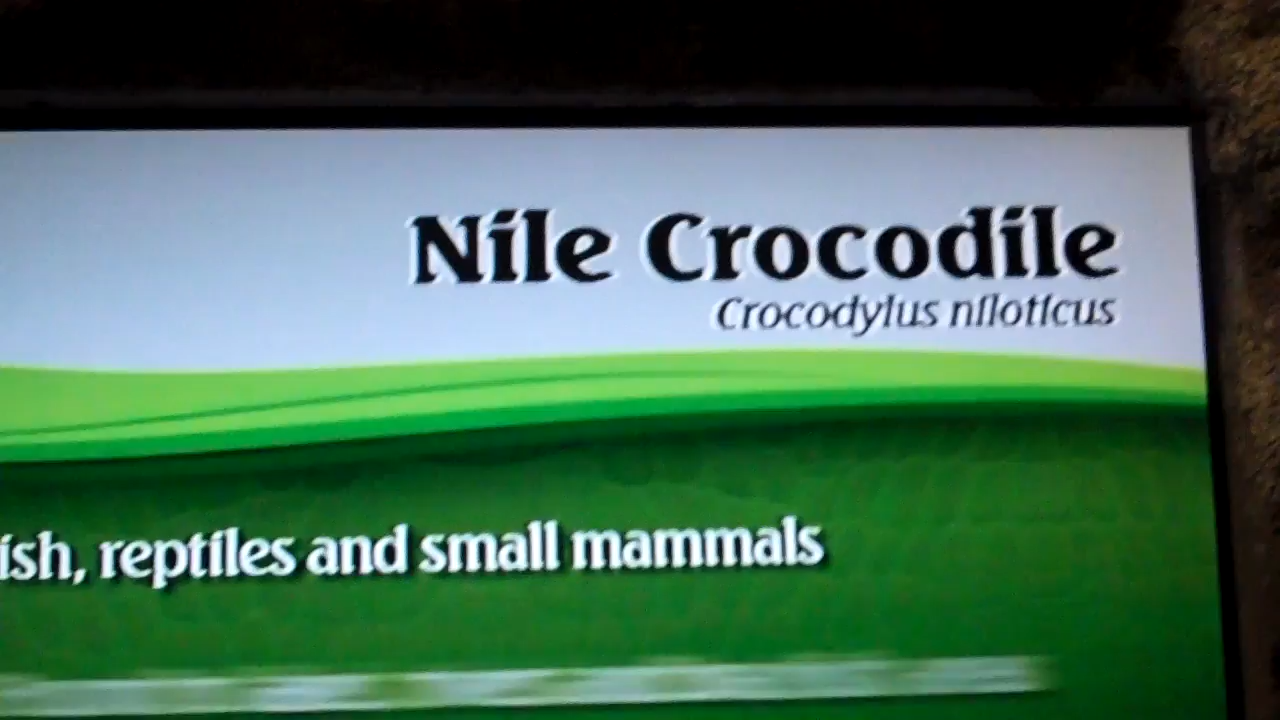 Nile Crocodile
Crocodylus niloticus
ish, reptiles and small mammals